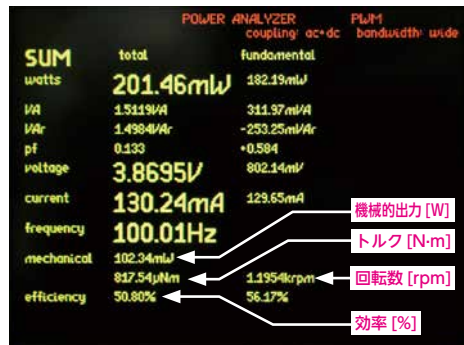 POWER ANALYZER PWM
coupling: ac+dc bandwidth: wide
SUM total fundamental
watts 201.46mW 182.19mW
VA 1.5119VA 311.97mVA
VAr 1.4984VAr -253.25mVAr
pf 0.133 +0.584
voltage 3.8695V 802.14mV
current 130.24mA 129.65mA
機械的出力 [W]
frequency 100.01Hz
トルク [N·m]
mechanical 102.34mW
817.54μNm 1.1954krpm 回転数 [rpm]
efficiency 50.80% 56.17%
効率 [%]